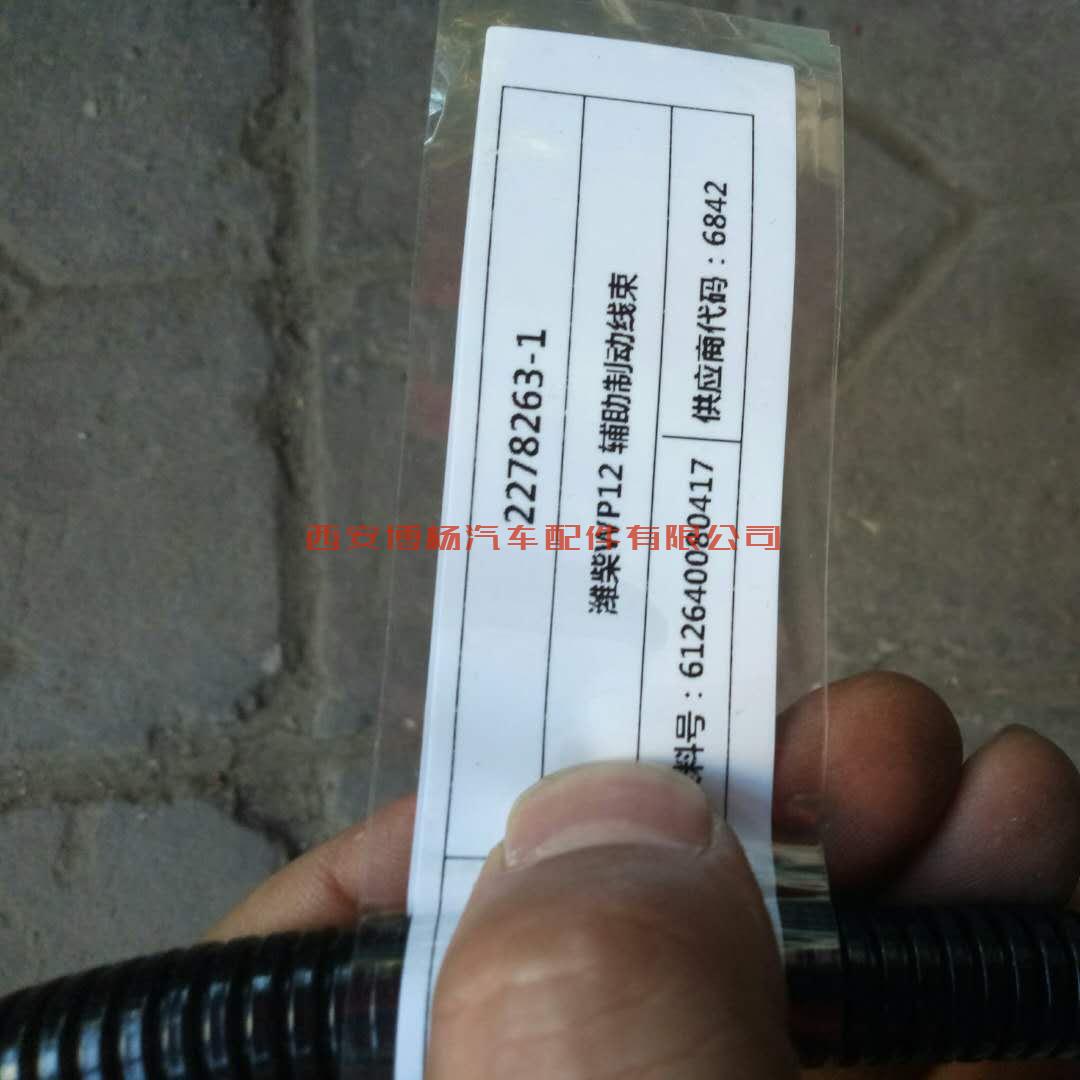 2278263-1
潍柴WP12 辅助制动线束
料号：612640080417
供应商代码：6842
西安博杨汽车配件有限公司